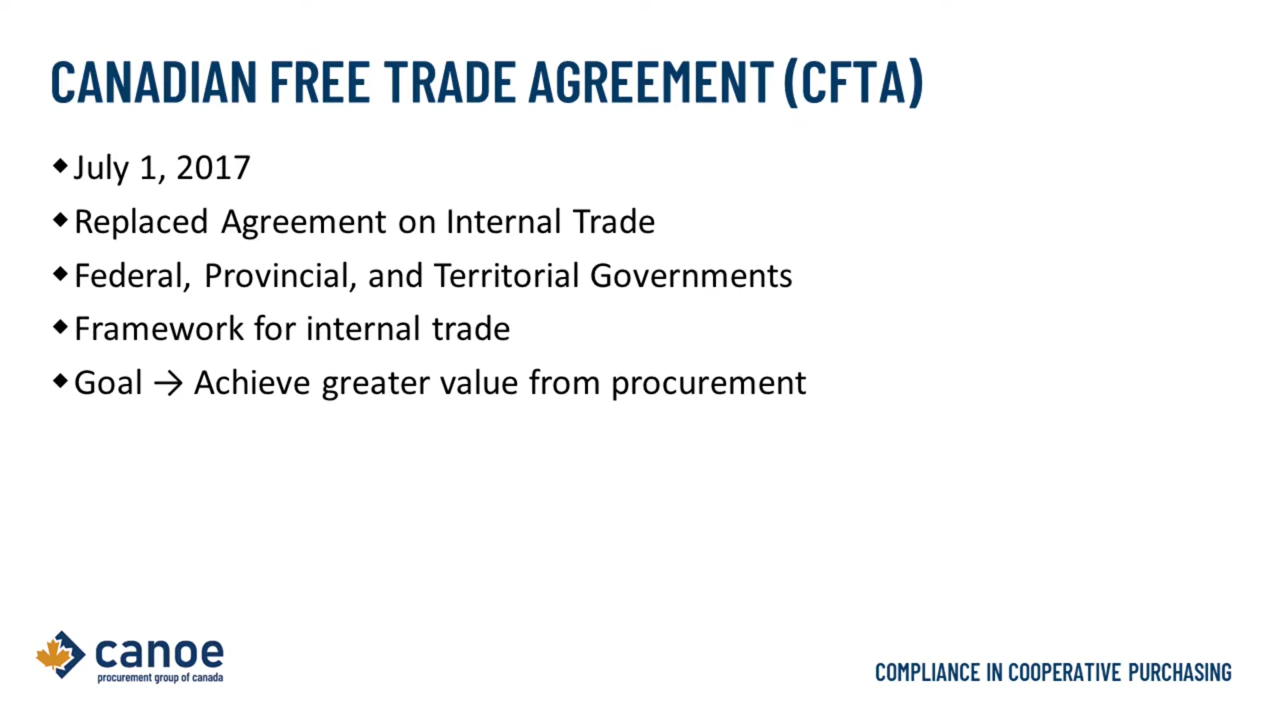 CANADIAN FREE TRADE AGREEMENT (CFTA)
◆July 1, 2017
◆Replaced Agreement on Internal Trade
◆Federal, Provincial, and Territorial Governments
◆Framework for internal trade
◆Goal → Achieve greater value from procurement
canoe
procurement group of canada
COMPLIANCE IN COOPERATIVE PURCHASING